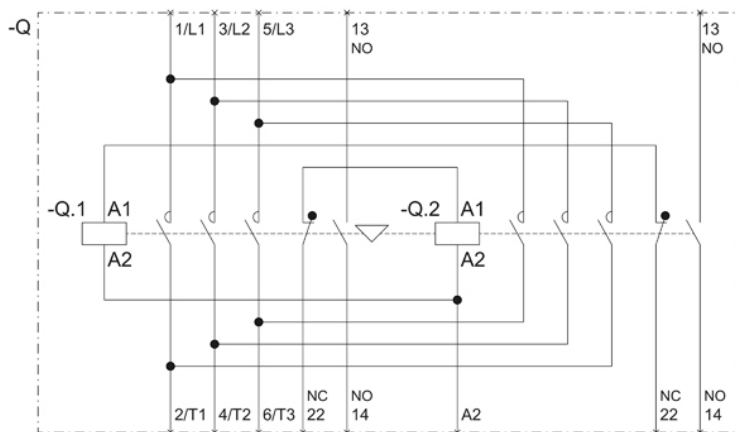 -Q
1/L1 3/L2 5/L3 13
NO
13
NO
-Q.1 A1
A2
-Q.2 A1
A2
2/T1 4/T2 6/T3
NC
22
NO
14
A2
NC
22
NO
14